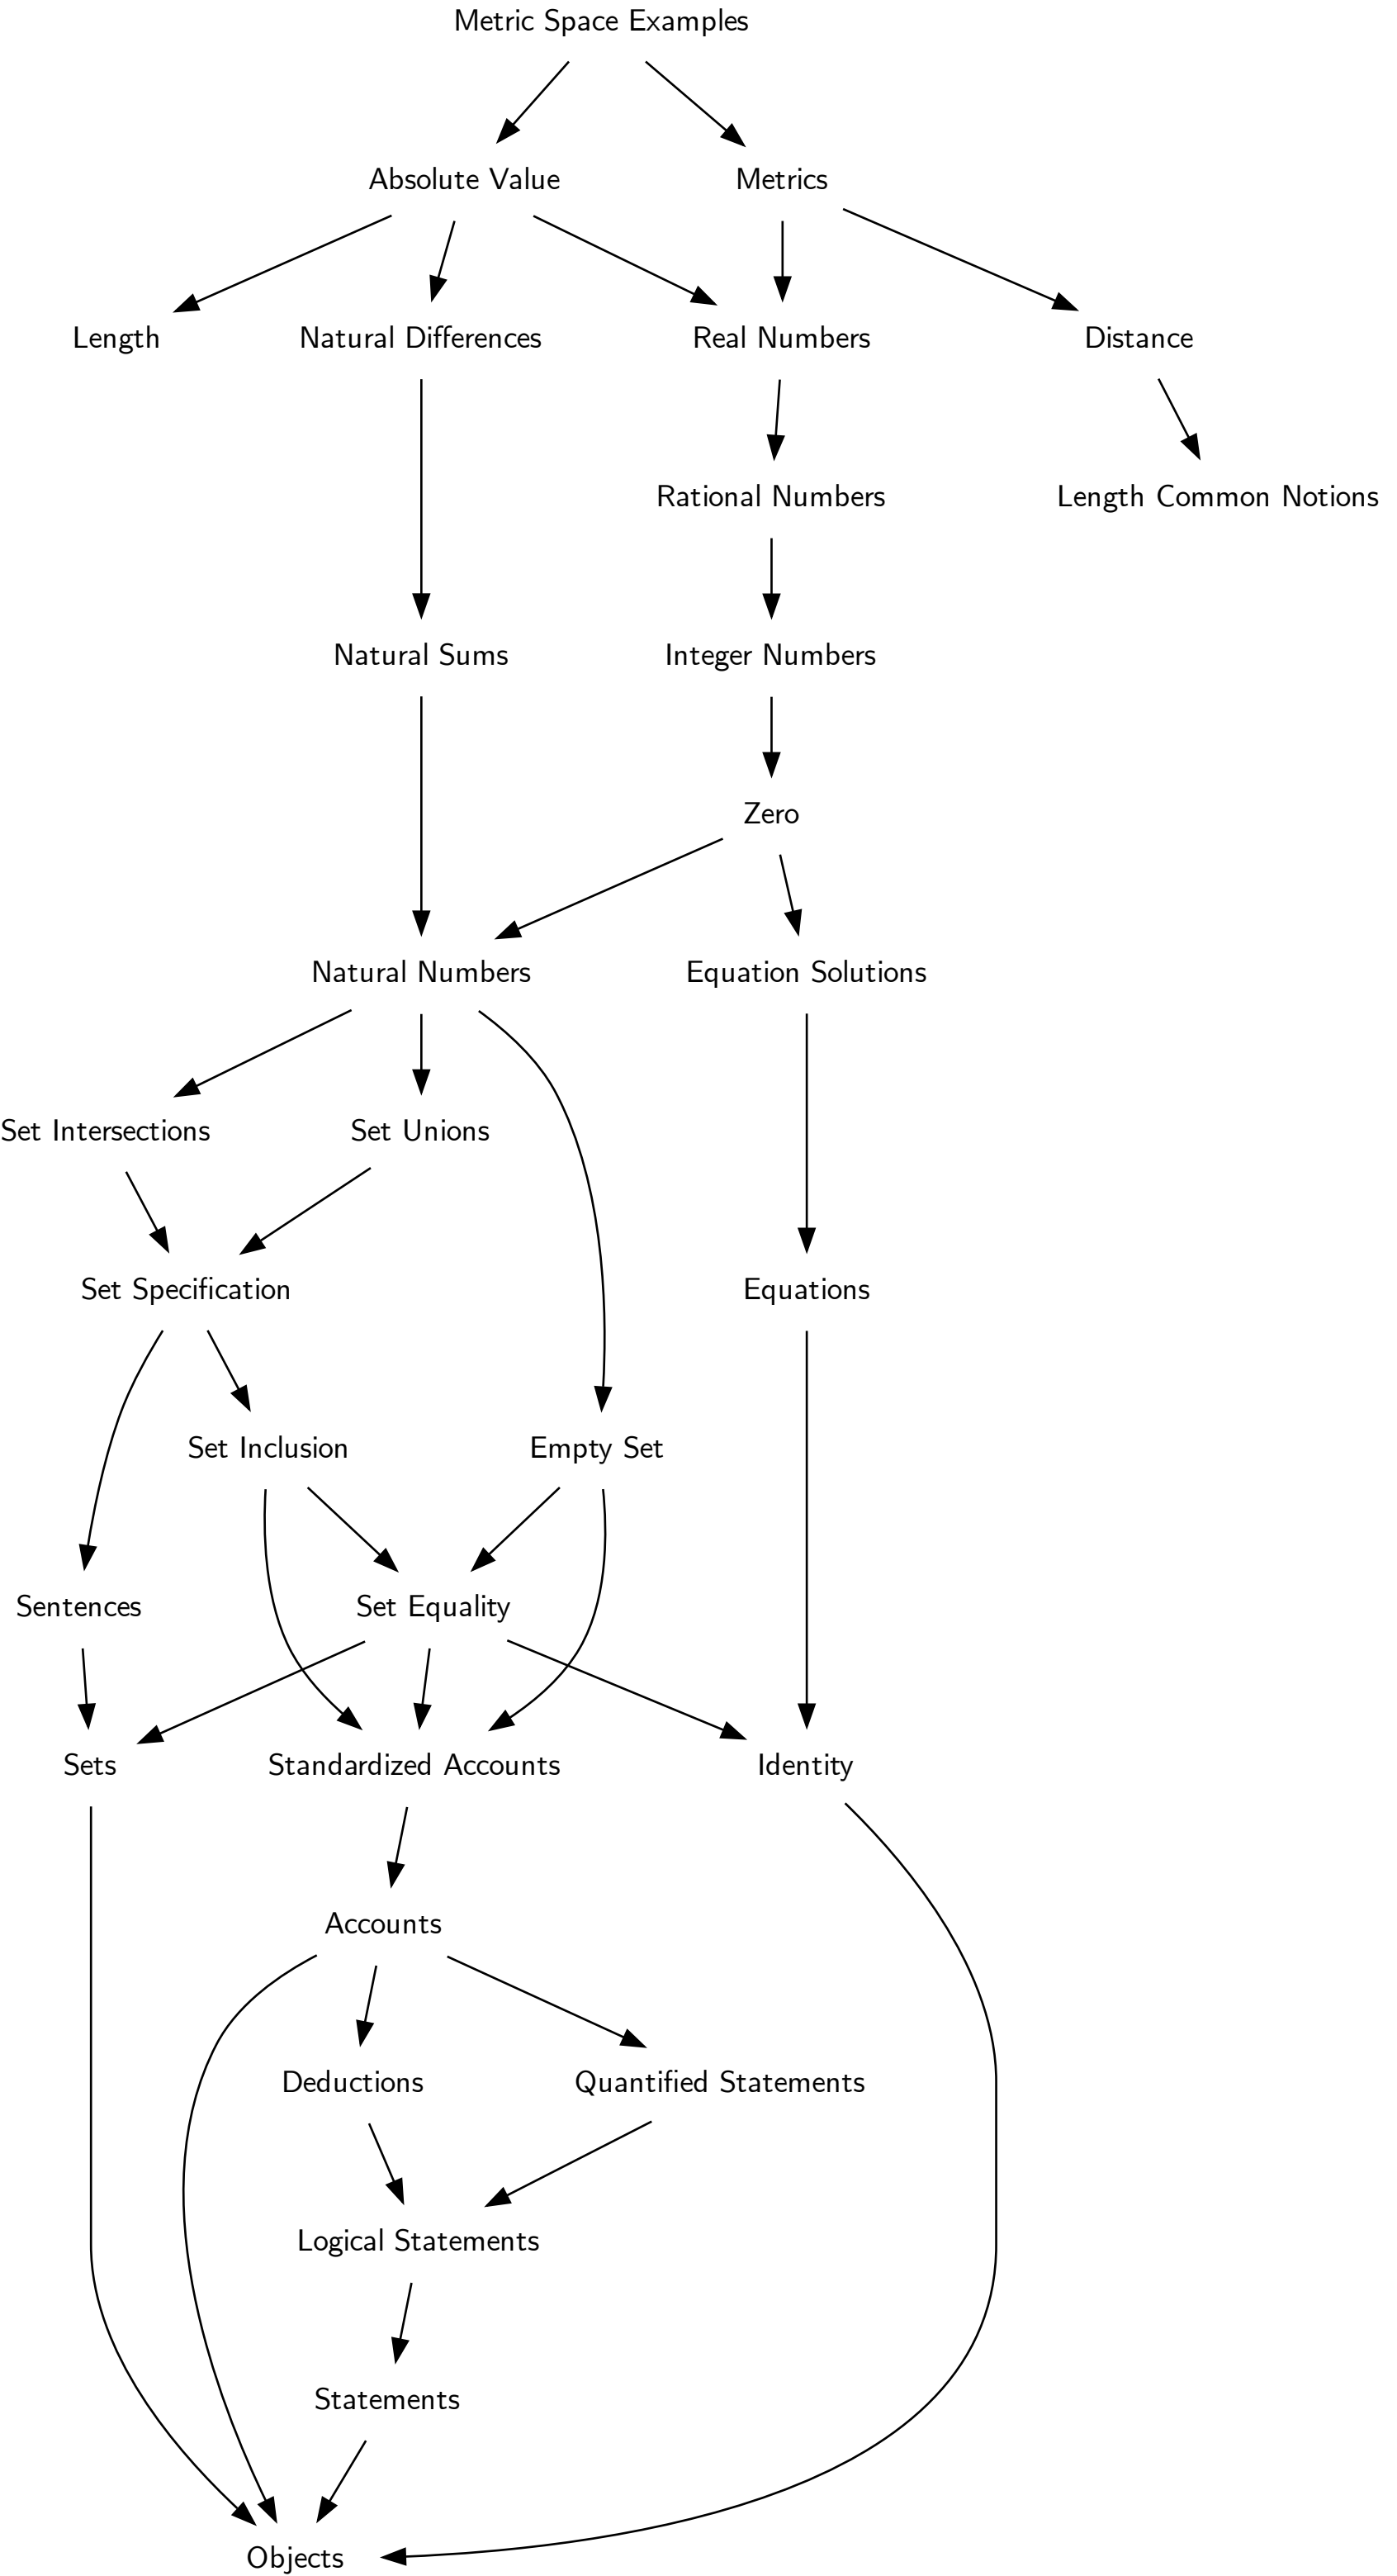 Metric Space Examples
Absolute Value
Metrics
Length
Natural Differences
Real Numbers
Distance
Rational Numbers
Length Common Notions
Natural Sums
Integer Numbers
Zero
Natural Numbers
Equation Solutions
Set Intersections
Set Unions
Set Specification
Equations
Set Inclusion
Empty Set
Sentences
Set Equality
Sets
Standardized Accounts
Identity
Accounts
Deductions
Quantified Statements
Logical Statements
Statements
Objects